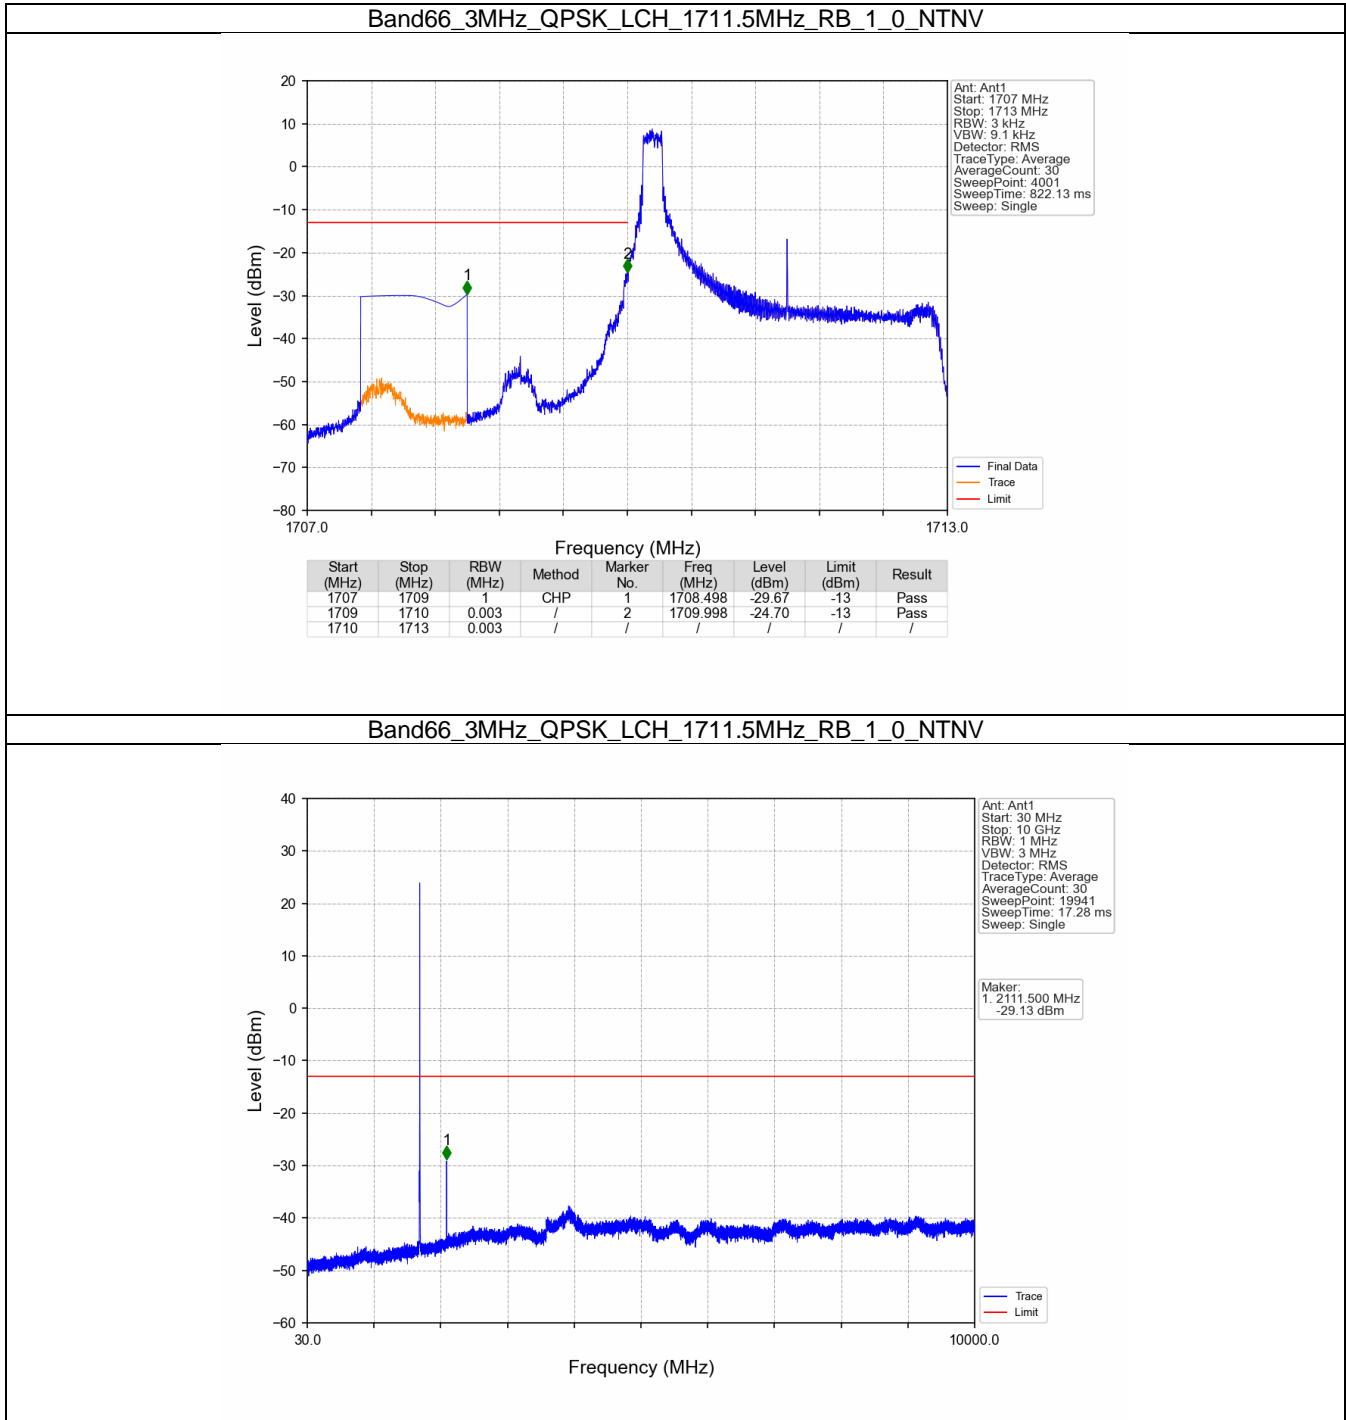 Band66_3MHz_QPSK_LCH_1711.5MHz_RB_1_0_NTNV
20
10
0
−10
−20
−30
−40
−50
−60
−70
−80
Level (dBm)
1
2
1707.0
1713.0
Frequency (MHz)
Ant: Ant1
Start: 1707 MHz
Stop: 1713 MHz
RBW: 3 kHz
VBW: 9.1 kHz
Detector: RMS
TraceType: Average
AverageCount: 30
SweepPoint: 4001
SweepTime: 822.13 ms
Sweep: Single
Final Data
Trace
Limit
Start (MHz) Stop (MHz) RBW (MHz) Method Marker No. Freq (MHz) Level (dBm) Limit (dBm) Result
1707 1709 1 CHP 1 1708.498 -29.67 -13 Pass
1709 1710 0.003 / 2 1709.998 -24.70 -13 Pass
1710 1713 0.003 / / / / / /
Band66_3MHz_QPSK_LCH_1711.5MHz_RB_1_0_NTNV
40
30
20
10
0
−10
−20
−30
−40
−50
−60
Level (dBm)
1
30.0
10000.0
Frequency (MHz)
Ant: Ant1
Start: 30 MHz
Stop: 10 GHz
RBW: 1 MHz
VBW: 3 MHz
Detector: RMS
TraceType: Average
AverageCount: 30
SweepPoint: 19941
SweepTime: 17.28 ms
Sweep: Single
Maker:
1. 2111.500 MHz
-29.13 dBm
Trace
Limit